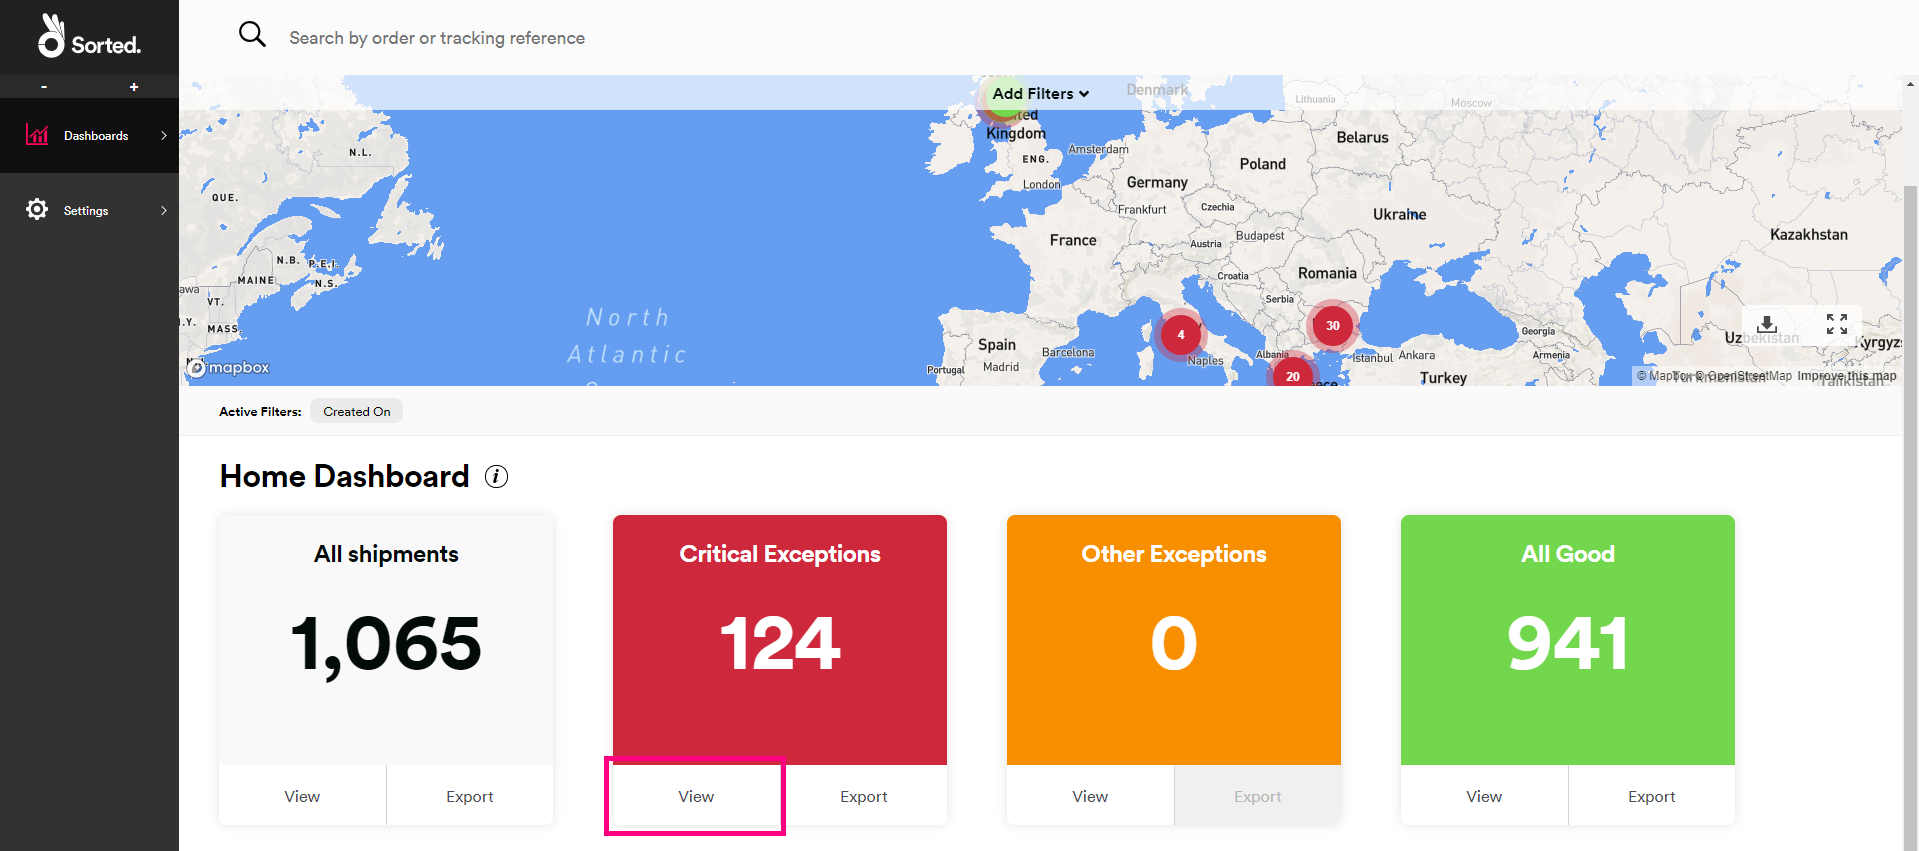 Sorted.
- +
Dashboards
Settings
Search by order or tracking reference
Add Filters
Denmark
Lithuania
Moscow
Kingdom
Belarus
N.L.
Amsterdam
ENG.
Poland
London
Germany
QUE.
Frankfurt
Czechia
Ukraine
France
Austria
Budapest
Kazakhstan
N.B.
P.E.I.
Croatia
Romania
MAINE
N.S.
awa
VT.
Serbia
North
Atlantic
MASS.
4
30
Georgia
Uzbekistan
Spain
Barcelona
Naples
Albania
Istanbul
Ankara
Armenia
Kyrgyz
Portugal
Madrid
mapbox
20
Turkey
© Mapbox © OpenStreetMap Improve this map
Active Filters: Created On
Home Dashboard i
All shipments
1,065
View Export
Critical Exceptions
124
View Export
Other Exceptions
0
View Export
All Good
941
View Export